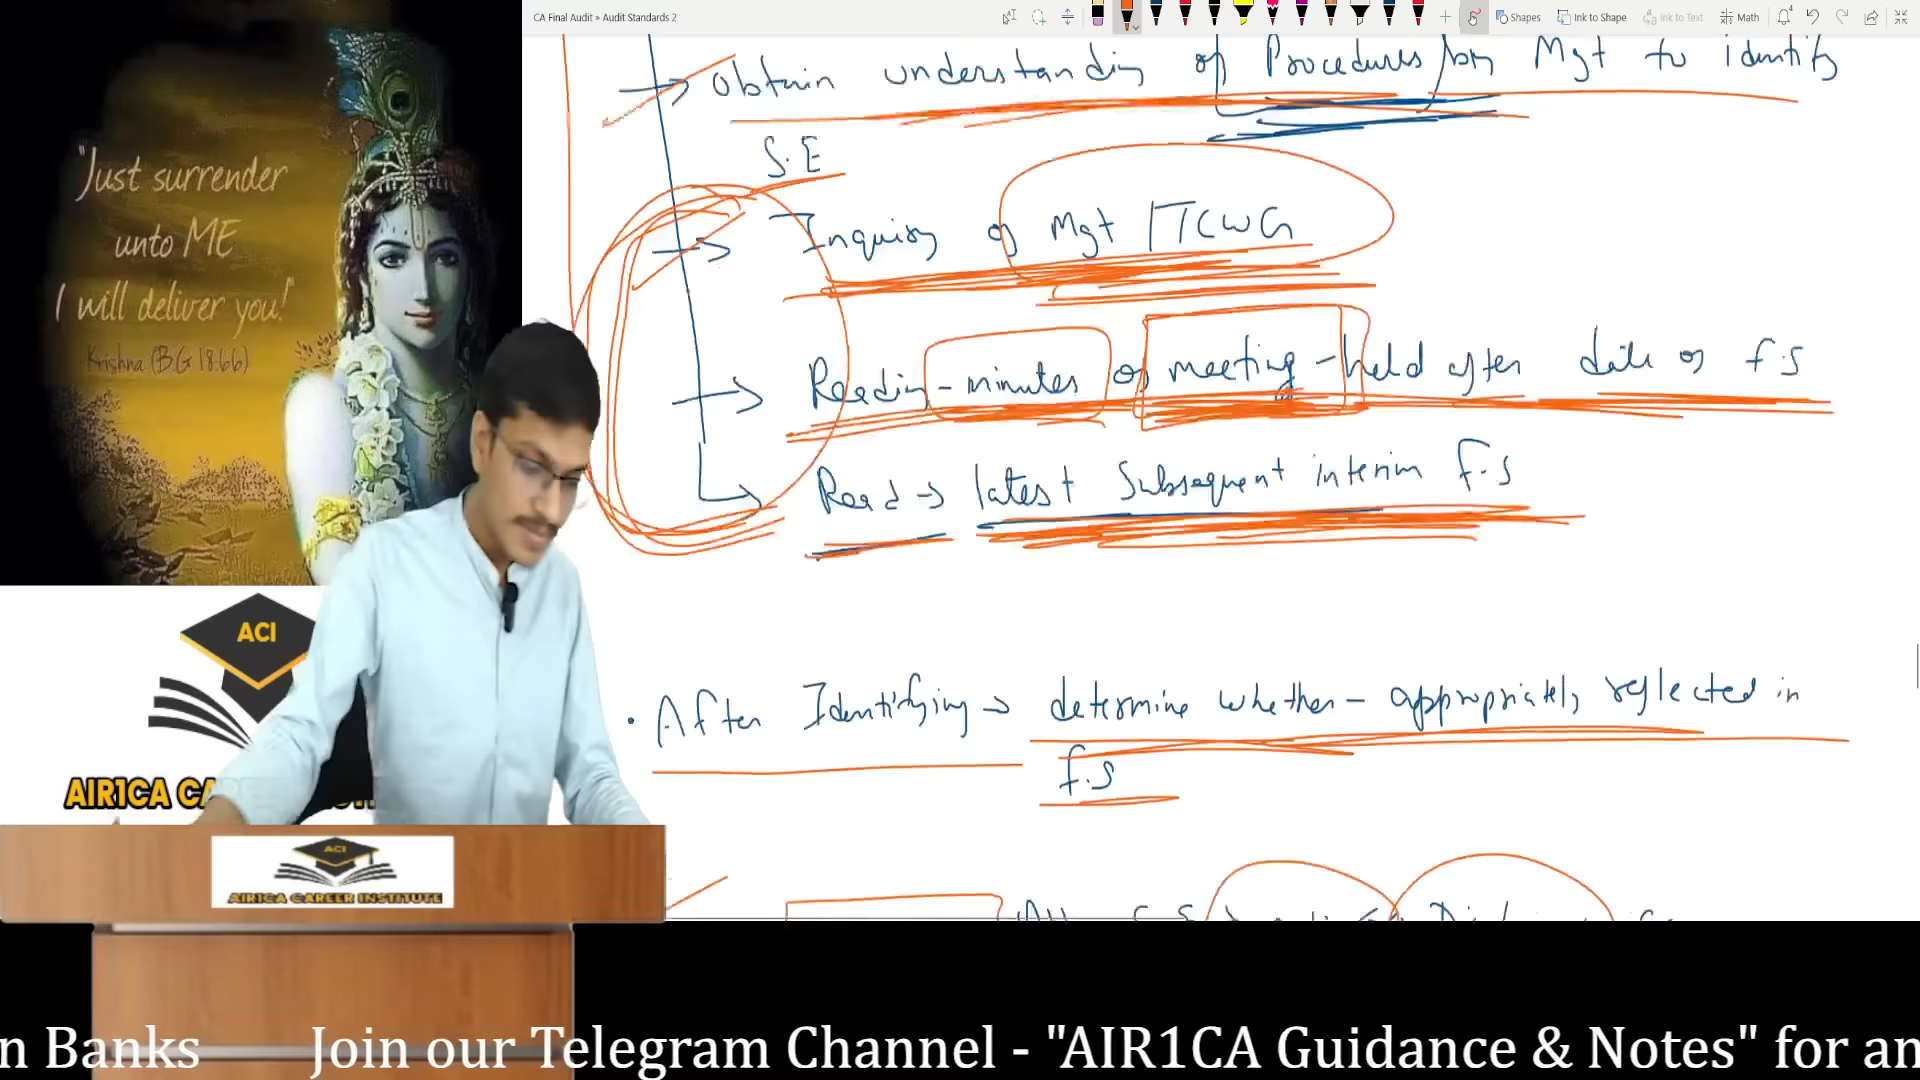 CA Final Audit » Audit Standards 2
Shapes
Ink to Shape
Ink to Text
Math
"Just surrender
unto ME
I will deliver you!"
Krishna (B.G 18:66)
→ Obtain understanding of Procedures by Mgt to identify
S.E
→ Inquiry of Mgt / TCWG
→ Reading - minutes of meeting - held after date of f.s
→ Read → latest subsequent interim f.s
• After Identifying → determine whether - appropriately reflected in
f.s
ACI
AIR1CA CA
ACI
AIR1CA CAREER INSTITUTE
n Banks Join our Telegram Channel - "AIR1CA Guidance & Notes" for an